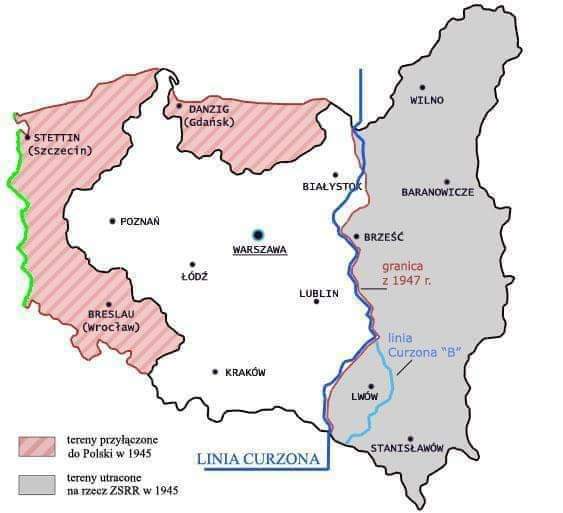 WILNO
DANZIG
(Gdańsk)
STETTIN
(Szczecin)
BIAŁYSTOK
BARANOWICZE
POZNAŃ
BRZEŚĆ
WARSZAWA
granica
z 1947 r.
ŁÓDŹ
LUBLIN
BRESLAU
(Wrocław)
linia
Curzona “B”
KRAKÓW
LWÓW
STANISŁAWÓW
tereny przyłączone
do Polski w 1945
LINIA CURZONA
tereny utracone
na rzecz ZSRR w 1945